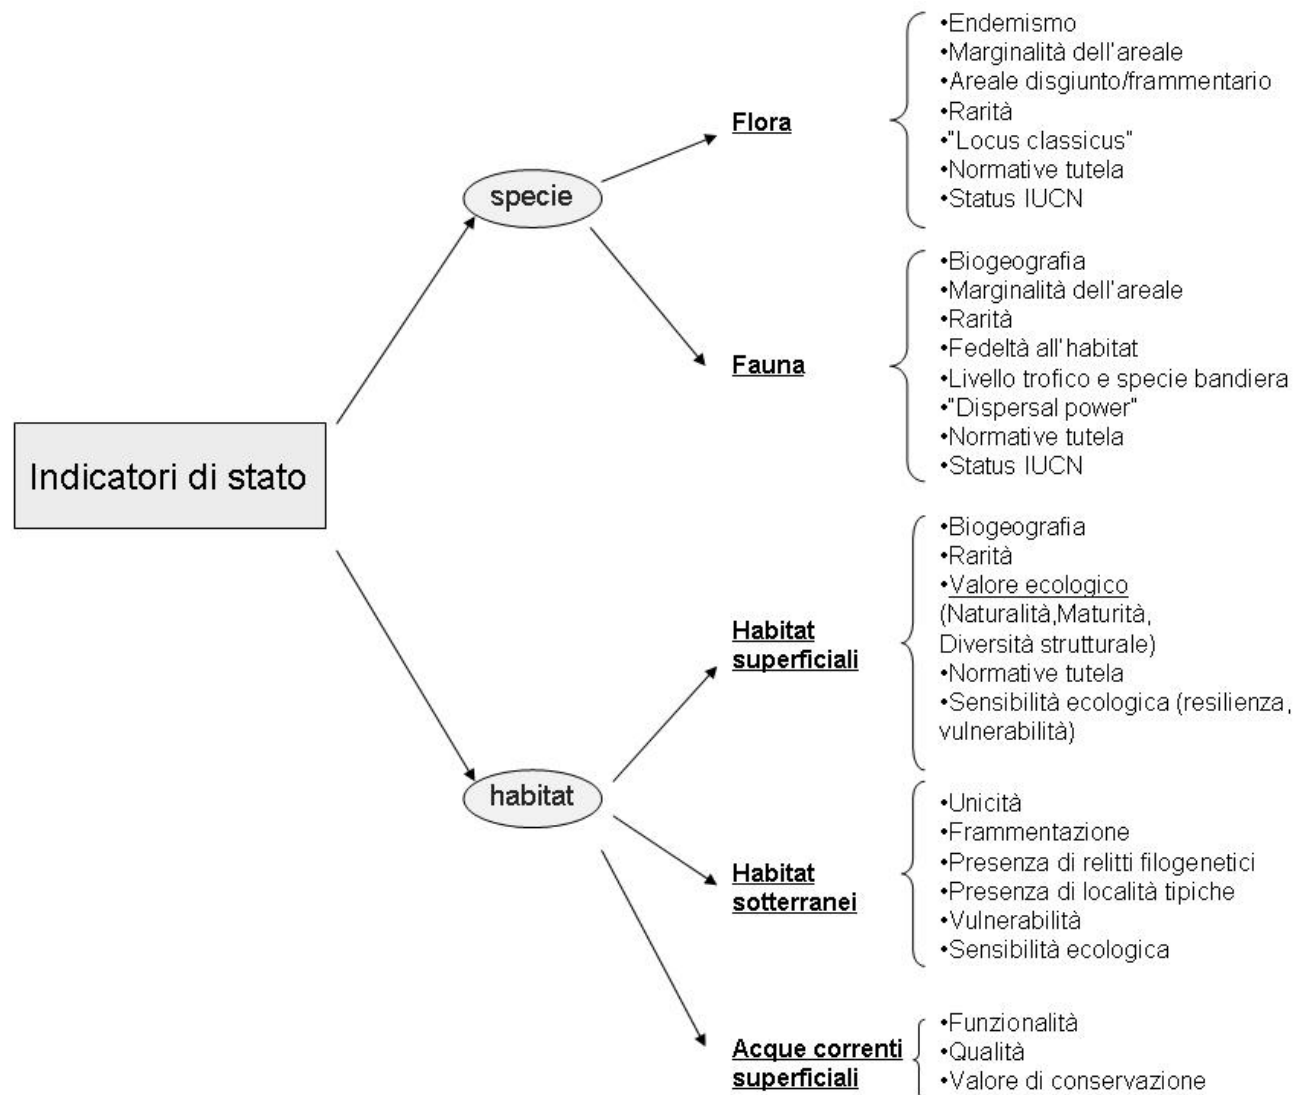 Indicatori di stato
specie
Flora
•Endemismo
•Marginalità dell'areale
•Areale disgiunto/frammentario
•Rarità
•"Locus classicus"
•Normative tutela
•Status IUCN
Fauna
•Biogeografia
•Marginalità dell'areale
•Rarità
•Fedeltà all'habitat
•Livello trofico e specie bandiera
•"Dispersal power"
•Normative tutela
•Status IUCN
habitat
Habitat
superficiali
•Biogeografia
•Rarità
•Valore ecologico
(Naturalità,Maturità,
Diversità strutturale)
•Normative tutela
•Sensibilità ecologica (resilienza,
vulnerabilità)
Habitat
sotterranei
•Unicità
•Frammentazione
•Presenza di relitti filogenetici
•Presenza di località tipiche
•Vulnerabilità
•Sensibilità ecologica
Acque correnti
superficiali
•Funzionalità
•Qualità
•Valore di conservazione